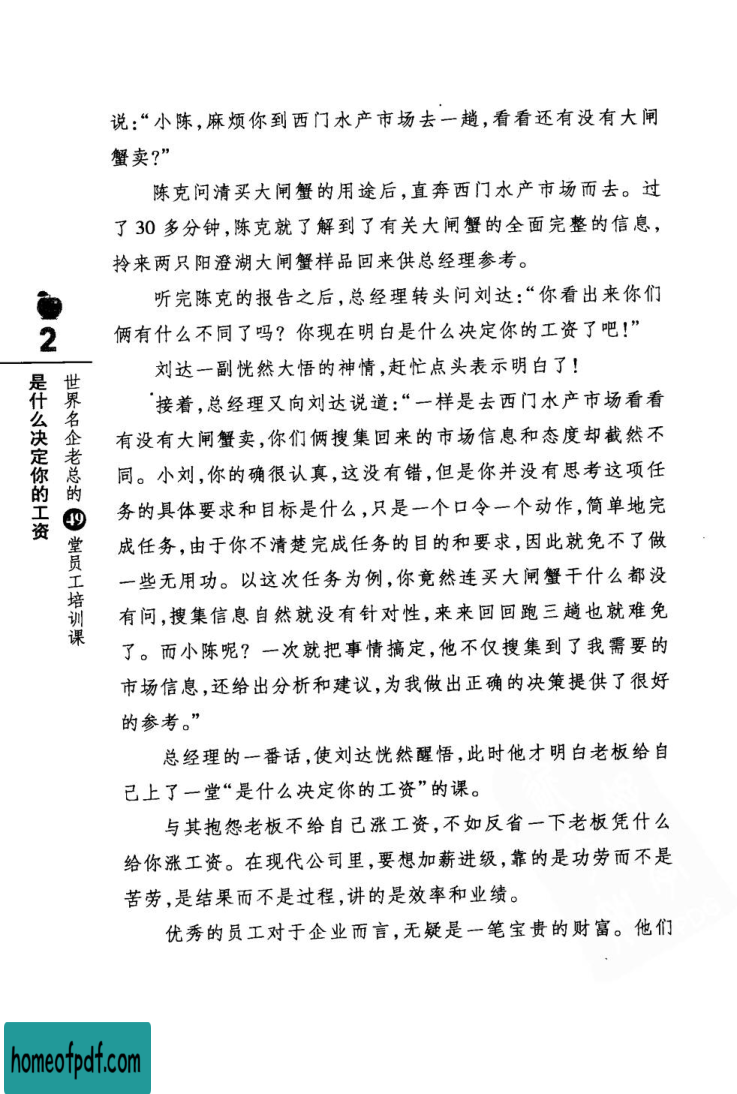 说:“小陈,麻烦你到西门水产市场去一趟,看看还有没有大闸
蟹卖?”
陈克问清买大闸蟹的用途后,直奔西门水产市场而去。过
了 30 多分钟,陈克就了解到了有关大闸蟹的全面完整的信息,
拎来两只阳澄湖大闸蟹样品回来供总经理参考。
听完陈克的报告之后,总经理转头问刘达:“你看出来你们
俩有什么不同了吗? 你现在明白是什么决定你的工资了吧!”
刘达一副恍然大悟的神情,赶忙点头表示明白了!
接着,总经理又向刘达说道:“一样是去西门水产市场看看
有没有大闸蟹卖,你们俩搜集回来的市场信息和态度却截然不
同。小刘,你的确很认真,这没有错,但是你并没有思考这项任
务的具体要求和目标是什么,只是一个口令一个动作,简单地完
成任务,由于你不清楚完成任务的目的和要求,因此就免不了做
一些无用功。以这次任务为例,你竟然连买大闸蟹干什么都没
有问,搜集信息自然就没有针对性,来来回回跑三趟也就难免
了。而小陈呢? 一次就把事情搞定,他不仅搜集到了我需要的
市场信息,还给出分析和建议,为我做出正确的决策提供了很好
的参考。”
总经理的一番话,使刘达恍然醒悟,此时他才明白老板给自
己上了一堂“是什么决定你的工资”的课。
与其抱怨老板不给自己涨工资,不如反省一下老板凭什么
给你涨工资。在现代公司里,要想加薪进级,靠的是功劳而不是
苦劳,是结果而不是过程,讲的是效率和业绩。
优秀的员工对于企业而言,无疑是一笔宝贵的财富。他们
2
世界名企老总的49堂员工培训课
是什么决定你的工资
homeofpdf.com